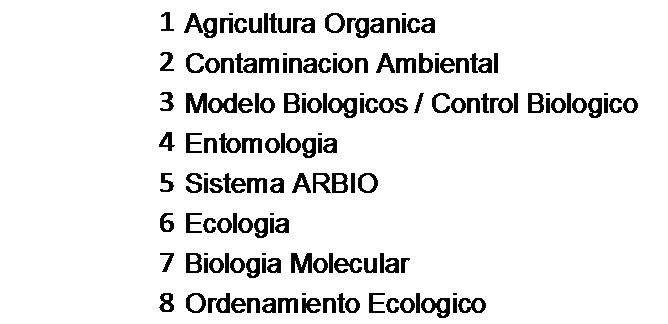 1 Agricultura Organica
2 Contaminacion Ambiental
3 Modelo Biologicos / Control Biologico
4 Entomologia
5 Sistema ARBIO
6 Ecologia
7 Biologia Molecular
8 Ordenamiento Ecologico